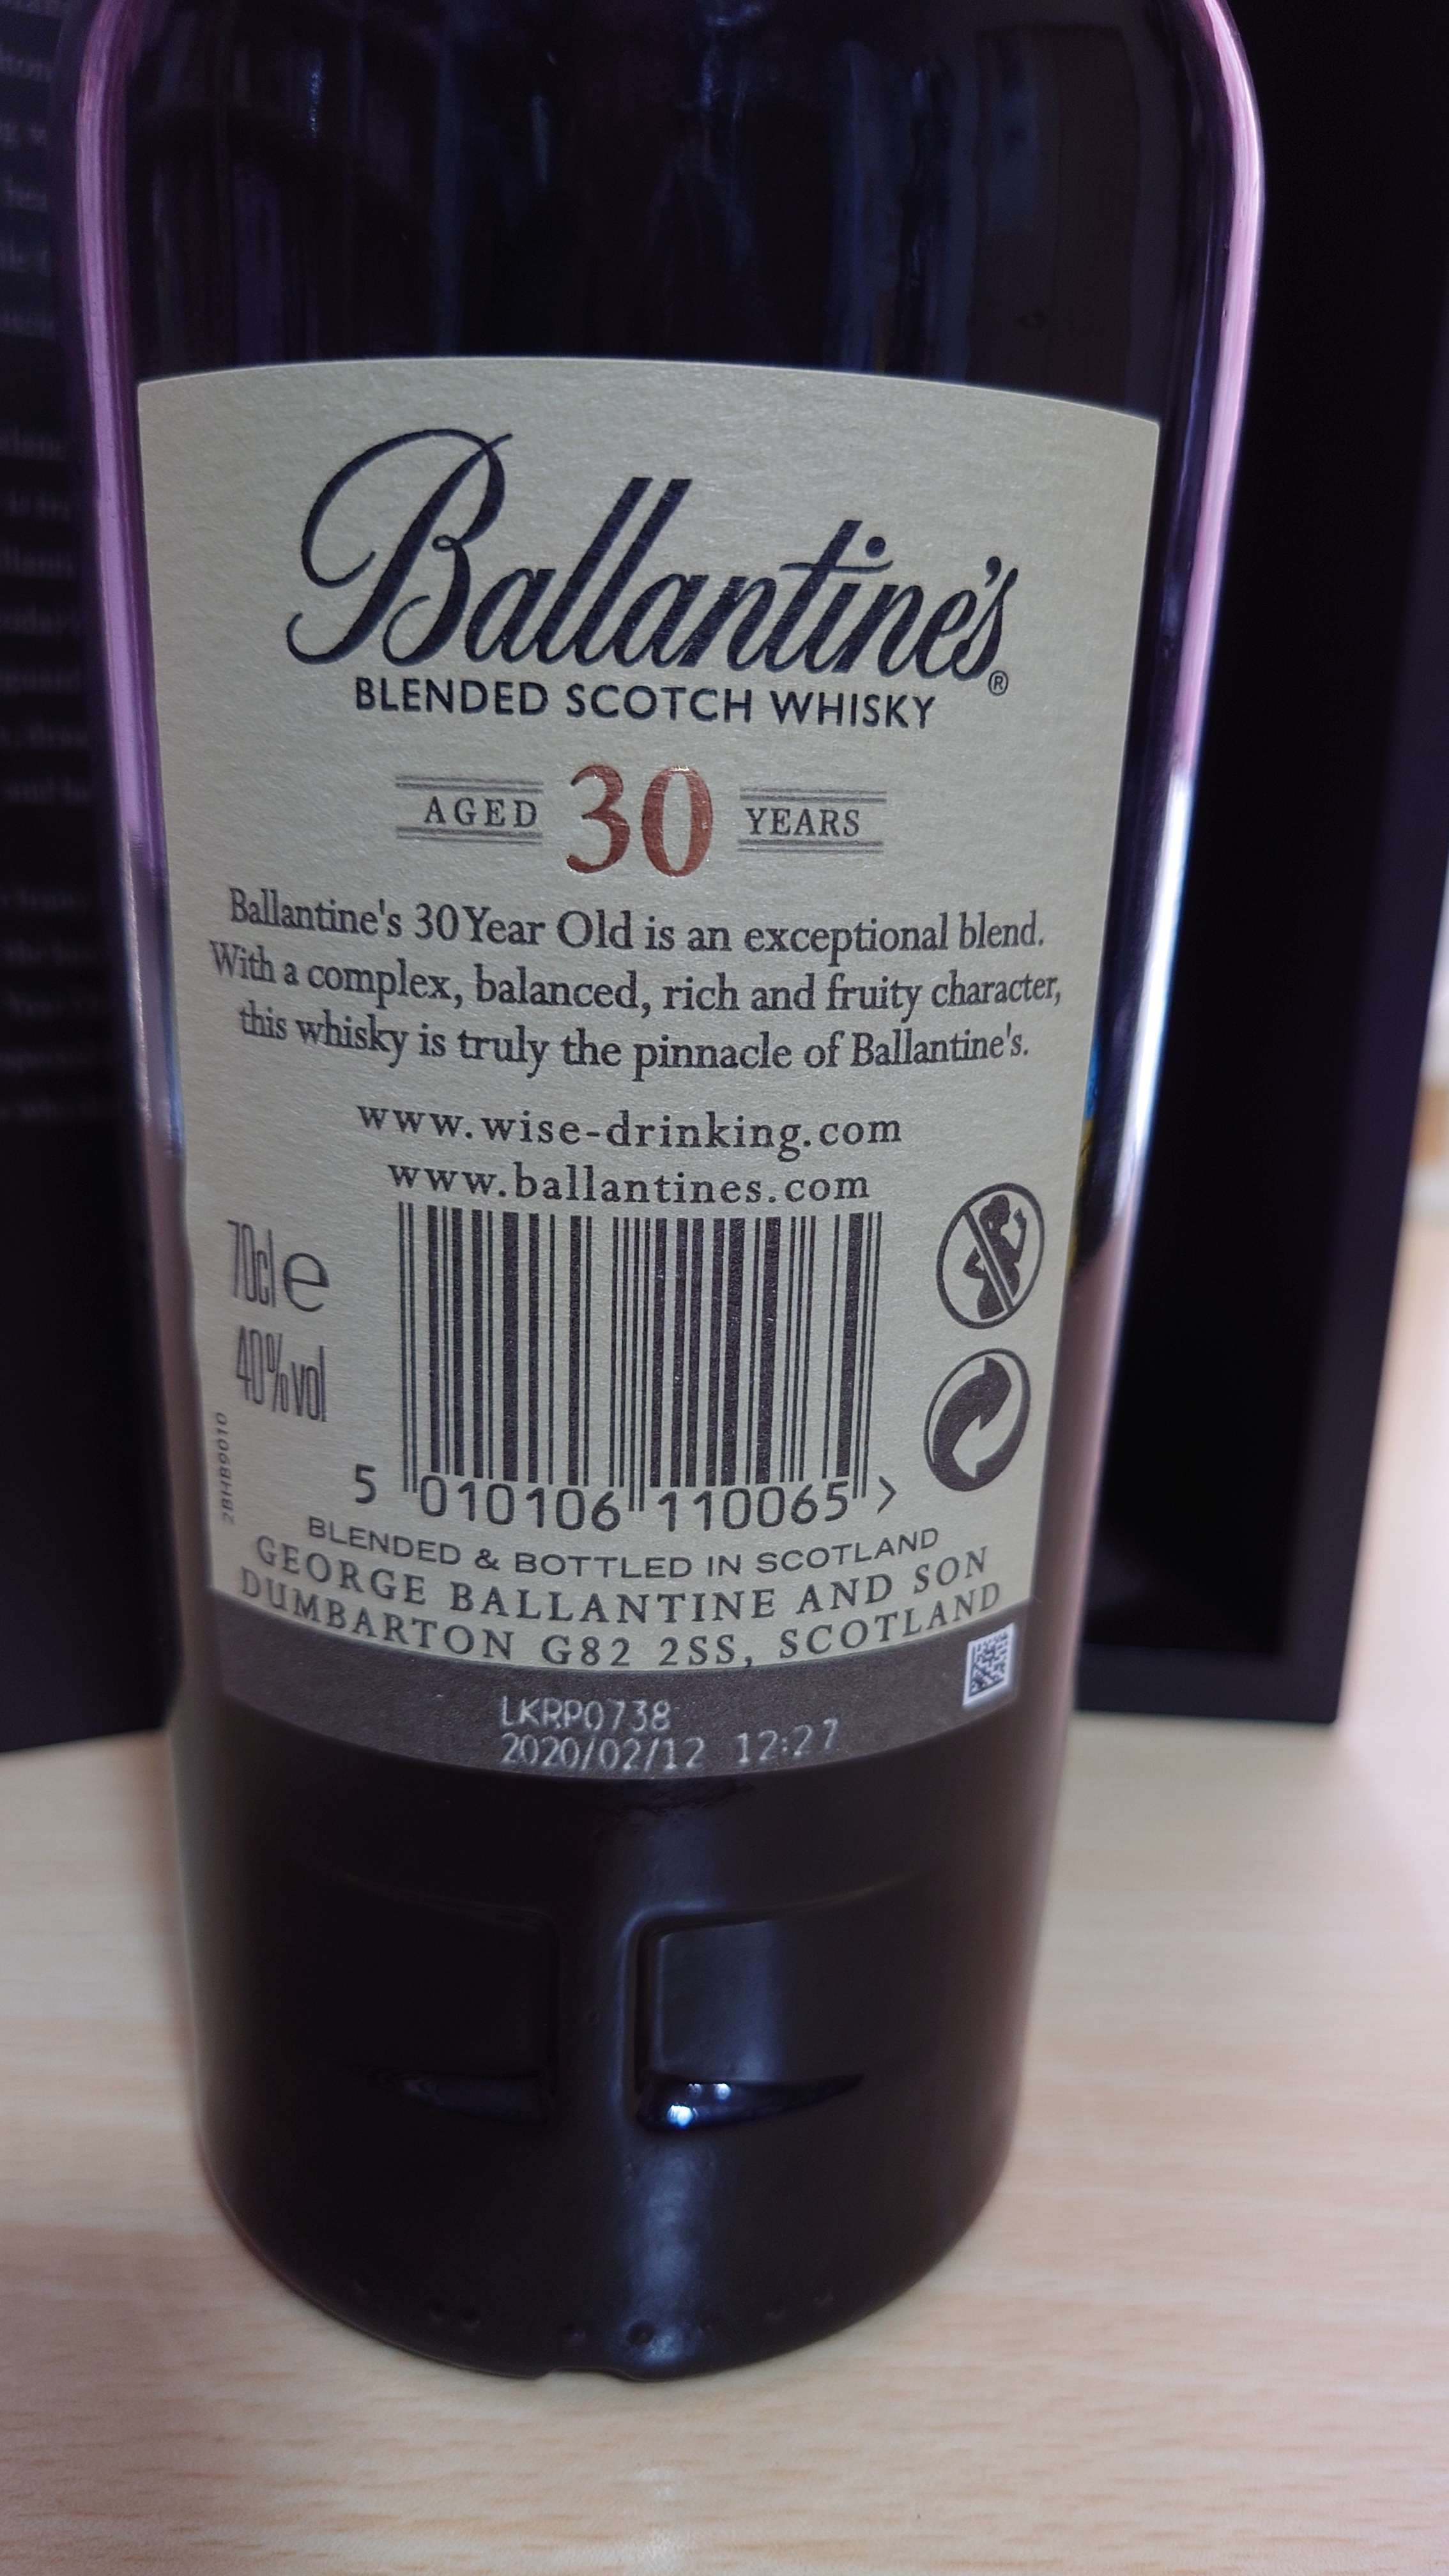 Ballantine's®
BLENDED SCOTCH WHISKY
AGED 30 YEARS
Ballantine's 30 Year Old is an exceptional blend.
With a complex, balanced, rich and fruity character,
this whisky is truly the pinnacle of Ballantine's.
www.wise-drinking.com
www.ballantines.com
70cl e
40%vol
2BHB9010
5 010106 110065 >
BLENDED & BOTTLED IN SCOTLAND
GEORGE BALLANTINE AND SON
DUMBARTON G82 2SS, SCOTLAND
LKRP0738
2020/02/12 12:27